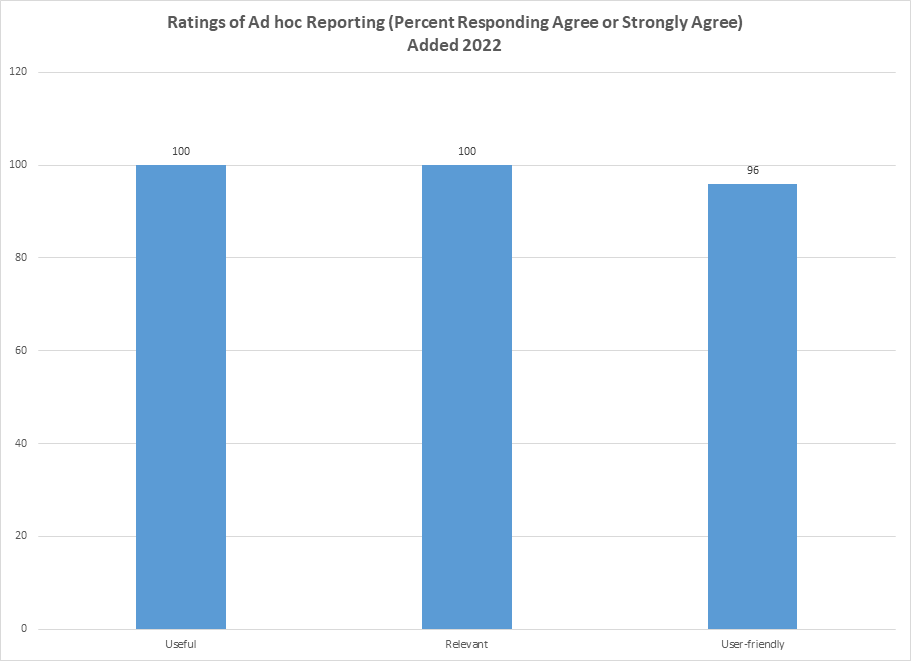 Ratings of Ad hoc Reporting (Percent Responding Agree or Strongly Agree)
Added 2022
120
100
80
60
40
20
0
100
100
96
Useful
Relevant
User-friendly